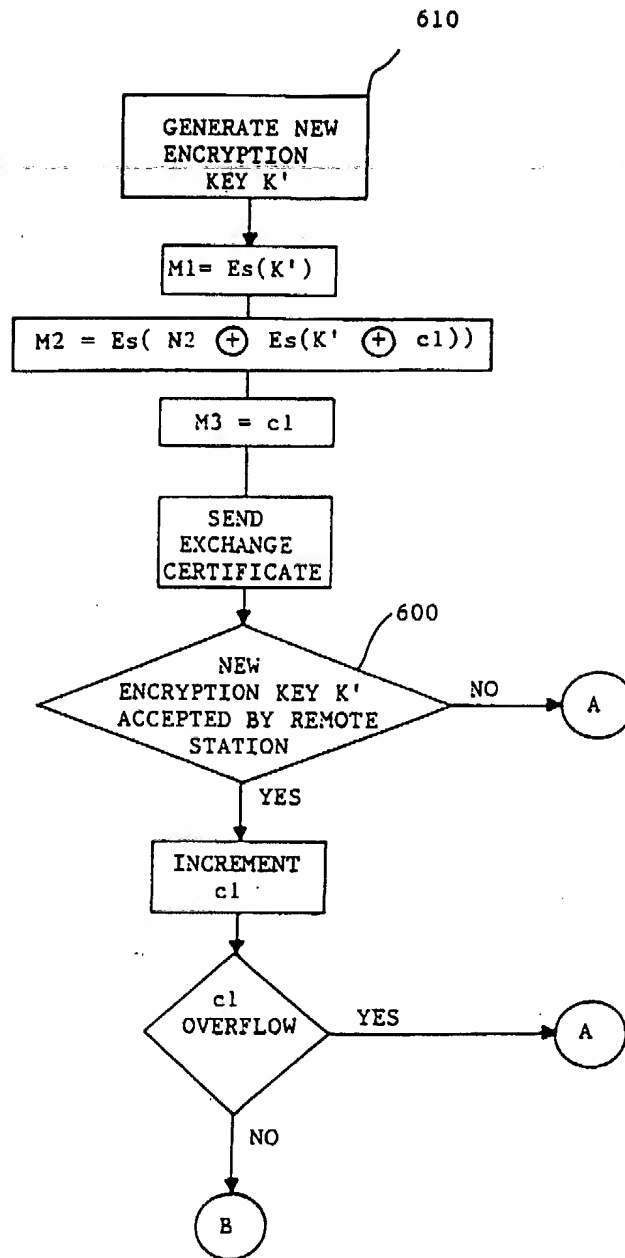 610
GENERATE NEW
ENCRYPTION
KEY K'
M1= Es(K')
M2 = Es( N2 ⊕ Es(K' ⊕ c1))
M3 = c1
SEND
EXCHANGE
CERTIFICATE
600
NEW
ENCRYPTION KEY K'
ACCEPTED BY REMOTE
STATION
NO
A
YES
INCREMENT
c1
c1
OVERFLOW
YES
A
NO
B